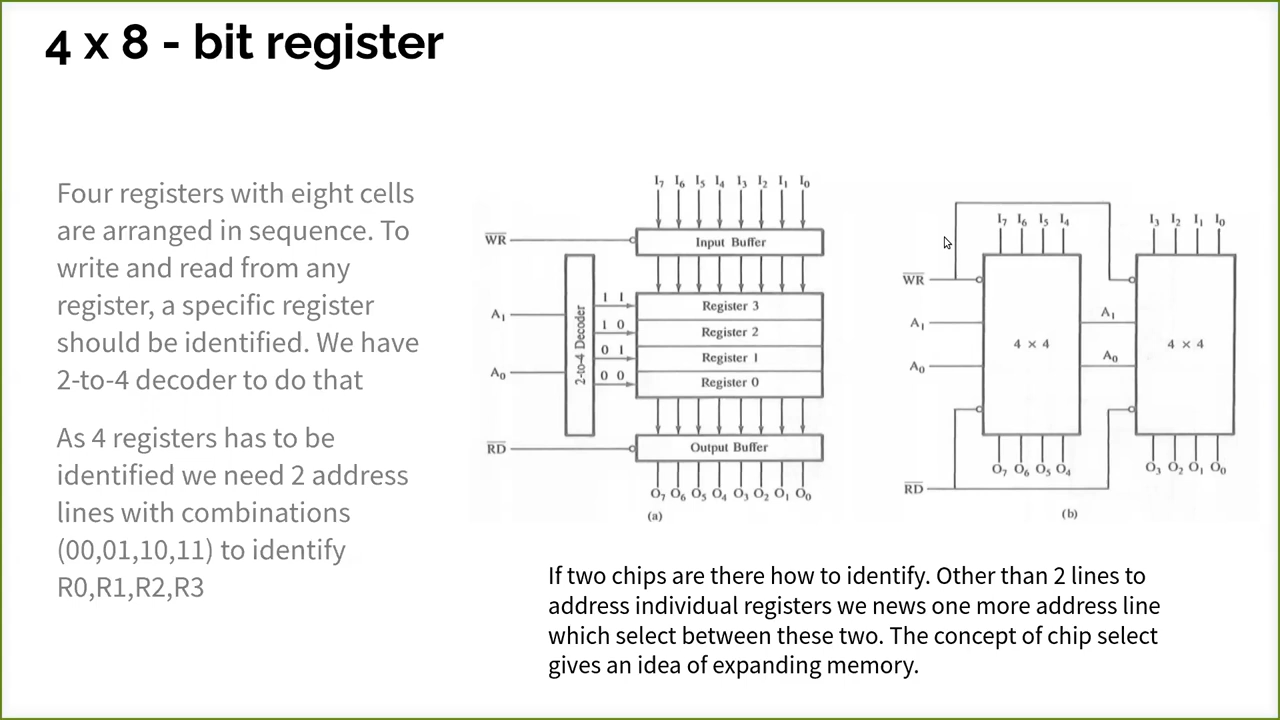 4 x 8 - bit register
Four registers with eight cells
are arranged in sequence. To
write and read from any
register, a specific register
should be identified. We have
2-to-4 decoder to do that
As 4 registers has to be
identified we need 2 address
lines with combinations
(00,01,10,11) to identify
R0,R1,R2,R3
I7 I6 I5 I4 I3 I2 I1 I0
WR
Input Buffer
2-to-4 Decoder
A1
A0
1 1
1 0
0 1
0 0
Register 3
Register 2
Register 1
Register 0
RD
Output Buffer
O7 O6 O5 O4 O3 O2 O1 O0
(a)
I7 I6 I5 I4
I3 I2 I1 I0
WR
A1
A0
4 × 4
A1
A0
4 × 4
O7 O6 O5 O4
O3 O2 O1 O0
RD
(b)
If two chips are there how to identify. Other than 2 lines to
address individual registers we news one more address line
which select between these two. The concept of chip select
gives an idea of expanding memory.